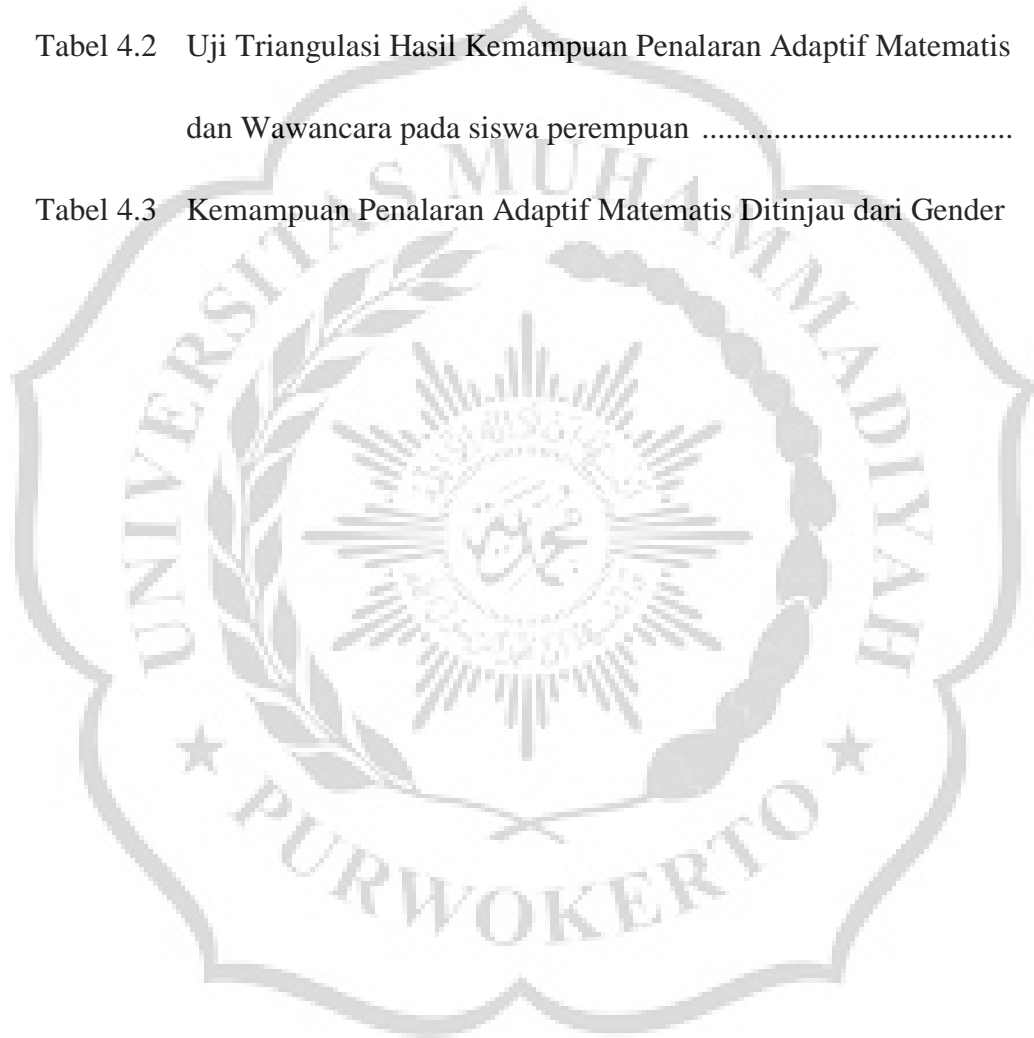 Tabel 4.2 Uji Triangulasi Hasil Kemampuan Penalaran Adaptif Matematis
dan Wawancara pada siswa perempuan .......................................
Tabel 4.3 Kemampuan Penalaran Adaptif Matematis Ditinjau dari Gender
UNIVERSITAS MUHAMMADIYAH
PURWOKERTO